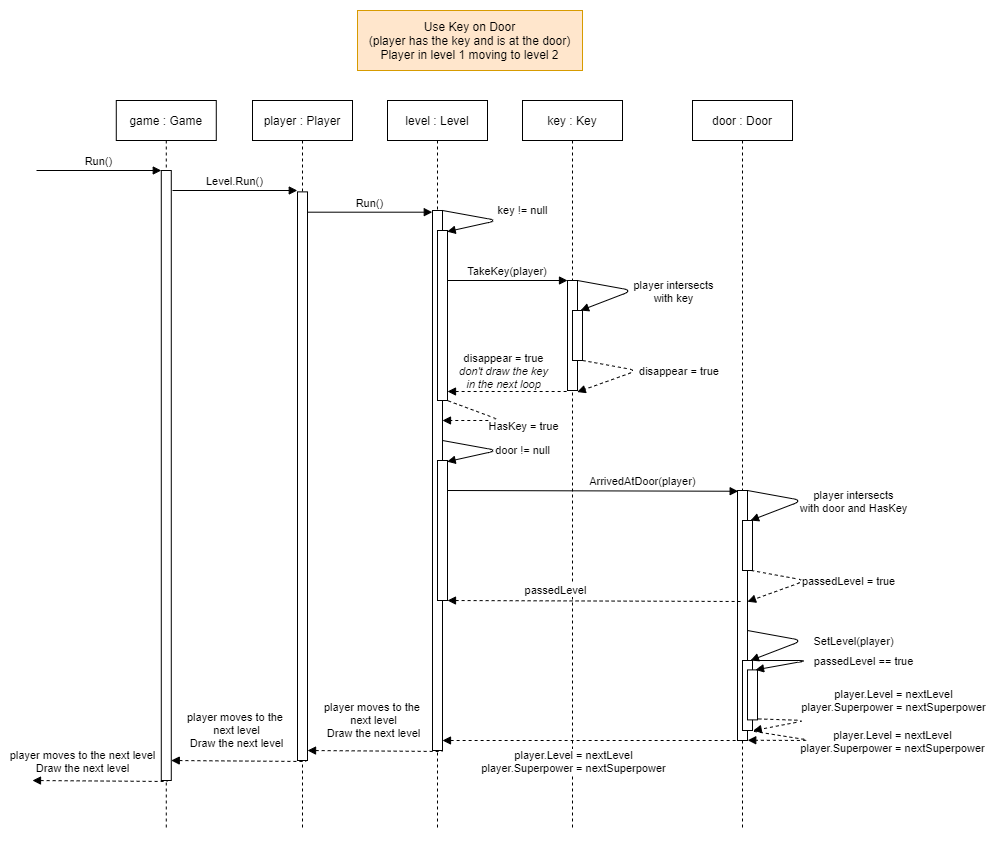 Use Key on Door
(player has the key and is at the door)
Player in level 1 moving to level 2
game : Game
player : Player
level : Level
key : Key
door : Door
Run()
Level.Run()
Run()
key != null
TakeKey(player)
player intersects
with key
disappear = true
don't draw the key
in the next loop
disappear = true
HasKey = true
door != null
ArrivedAtDoor(player)
player intersects
with door and HasKey
passedLevel = true
passedLevel
SetLevel(player)
passedLevel == true
player.Level = nextLevel
player.Superpower = nextSuperpower
player.Level = nextLevel
player.Superpower = nextSuperpower
player.Level = nextLevel
player.Superpower = nextSuperpower
player moves to the
next level
Draw the next level
player moves to the
next level
Draw the next level
player moves to the next level
Draw the next level